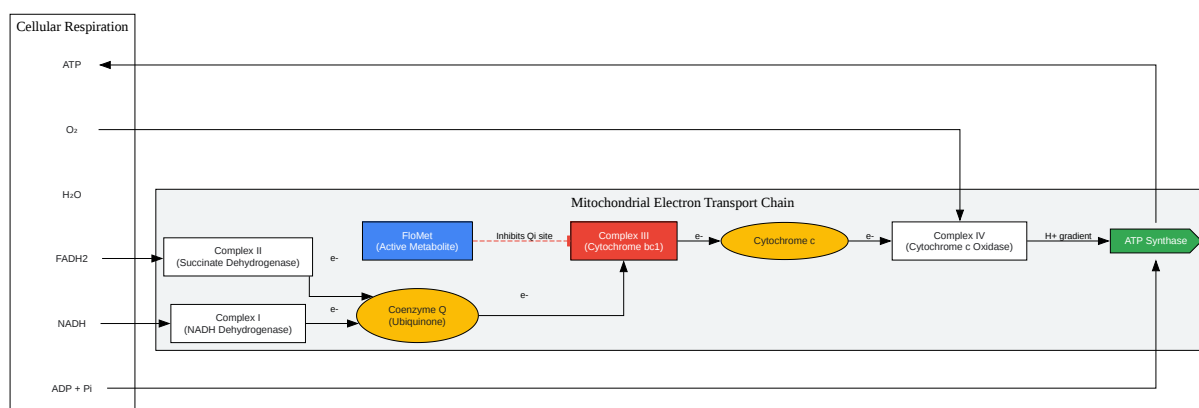 Cellular Respiration
ATP
O₂
H₂O
Mitochondrial Electron Transport Chain
FloMet
(Active Metabolite)
Inhibits Qi site
Complex III
(Cytochrome bc1)
e-
Cytochrome c
e-
Complex IV
(Cytochrome c Oxidase)
H+ gradient
ATP Synthase
FADH2
Complex II
(Succinate Dehydrogenase)
e-
Coenzyme Q
(Ubiquinone)
e-
NADH
Complex I
(NADH Dehydrogenase)
e-
ADP + Pi